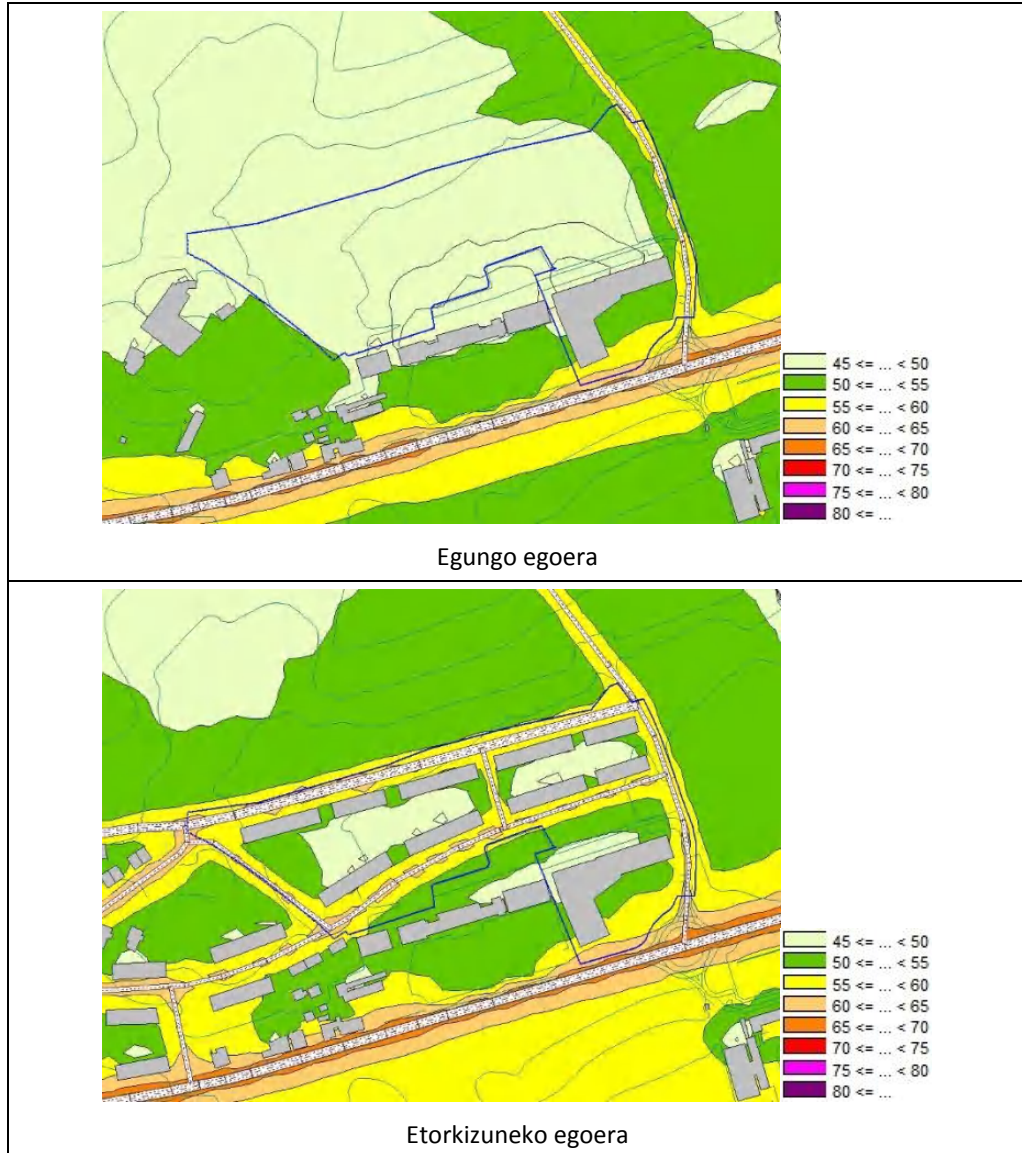 45 <= ... < 50
50 <= ... < 55
55 <= ... < 60
60 <= ... < 65
65 <= ... < 70
70 <= ... < 75
75 <= ... < 80
80 <= ...
Egungo egoera
45 <= ... < 50
50 <= ... < 55
55 <= ... < 60
60 <= ... < 65
65 <= ... < 70
70 <= ... < 75
75 <= ... < 80
80 <= ...
Etorkizuneko egoera